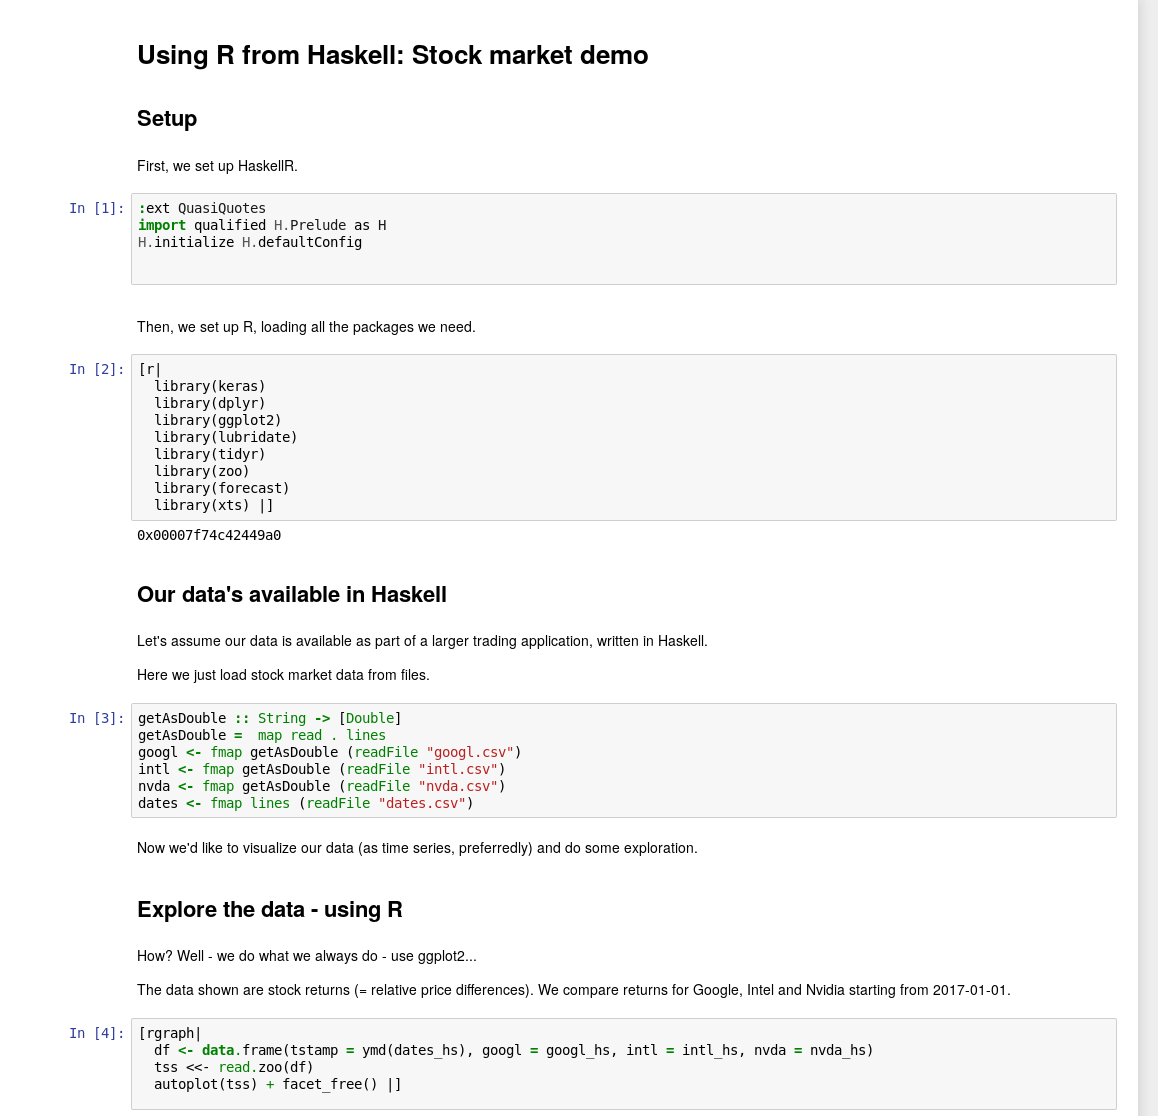 Using R from Haskell: Stock market demo
Setup
First, we set up HaskellR.
In [1]:
:ext QuasiQuotes
import qualified H.Prelude as H
H.initialize H.defaultConfig
Then, we set up R, loading all the packages we need.
In [2]:
[r|
  library(keras)
  library(dplyr)
  library(ggplot2)
  library(lubridate)
  library(tidyr)
  library(zoo)
  library(forecast)
  library(xts) |]
0x00007f74c42449a0
Our data's available in Haskell
Let's assume our data is available as part of a larger trading application, written in Haskell.
Here we just load stock market data from files.
In [3]:
getAsDouble :: String -> [Double]
getAsDouble =  map read . lines
googl <- fmap getAsDouble (readFile "googl.csv")
intl <- fmap getAsDouble (readFile "intl.csv")
nvda <- fmap getAsDouble (readFile "nvda.csv")
dates <- fmap lines (readFile "dates.csv")
Now we'd like to visualize our data (as time series, preferredly) and do some exploration.
Explore the data - using R
How? Well - we do what we always do - use ggplot2...
The data shown are stock returns (= relative price differences). We compare returns for Google, Intel and Nvidia starting from 2017-01-01.
In [4]:
[rgraph|
  df <- data.frame(tstamp = ymd(dates_hs), googl = googl_hs, intl = intl_hs, nvda = nvda_hs)
  tss <<- read.zoo(df)
  autoplot(tss) + facet_free() |]